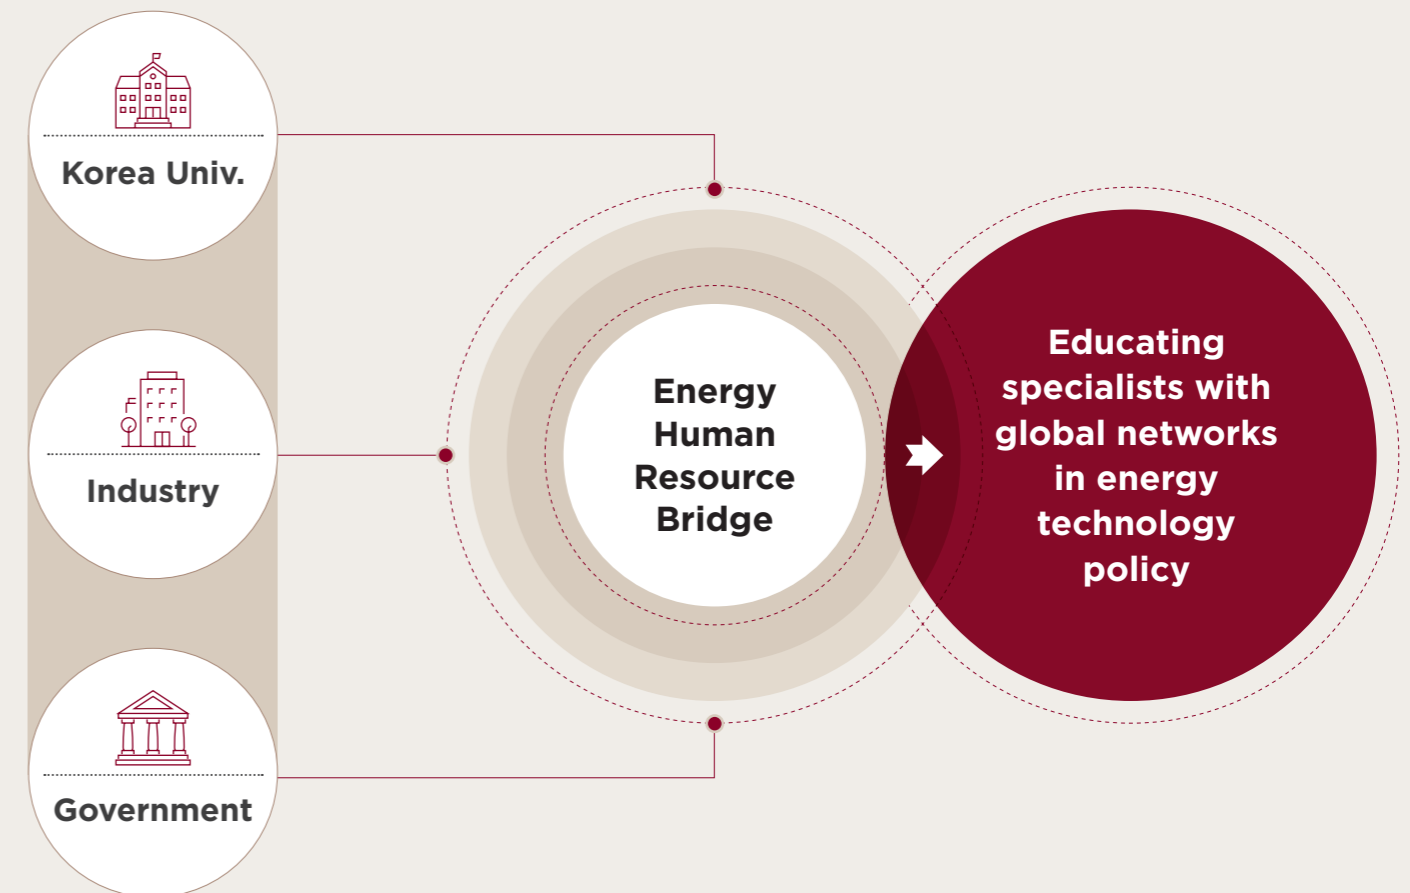 Korea Univ.
Industry
Government
Energy
Human
Resource
Bridge
Educating
specialists with
global networks
in energy
technology
policy